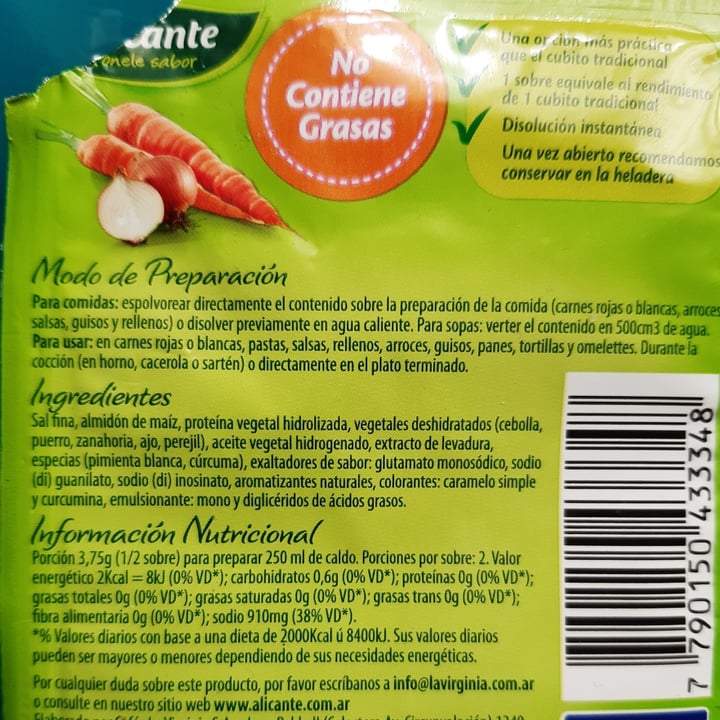 cante
onele sabor
No
Contiene
Grasas
Una opción más práctica
que el cubito tradicional
1 sobre equivale al rendimiento
de 1 cubito tradicional
Disolución instantánea
Una vez abierto recomendamos
conservar en la heladera
Modo de Preparación
Para comidas: espolvorear directamente el contenido sobre la preparación de la comida (carnes rojas o blancas, arroces
salsas, guisos y rellenos) o disolver previamente en agua caliente. Para sopas: verter el contenido en 500cm3 de agua.
Para usar: en carnes rojas o blancas, pastas, salsas, rellenos, arroces, guisos, panes, tortillas y omelettes. Durante la
cocción (en horno, cacerola o sartén) o directamente en el plato terminado.
Ingredientes
Sal fina, almidón de maíz, proteína vegetal hidrolizada, vegetales deshidratados (cebolla,
puerro, zanahoria, ajo, perejil), aceite vegetal hidrogenado, extracto de levadura,
especias (pimienta blanca, cúrcuma), exaltadores de sabor: glutamato monosódico, sodio
(di) guanilato, sodio (di) inosinato, aromatizantes naturales, colorantes: caramelo simple
y curcumina, emulsionante: mono y diglicéridos de ácidos grasos.
Información Nutricional
Porción 3,75g (1/2 sobre) para preparar 250 ml de caldo. Porciones por sobre: 2. Valor
energético 2Kcal = 8kJ (0% VD*); carbohidratos 0,6g (0% VD*); proteínas 0g (0% VD*);
grasas totales 0g (0% VD*); grasas saturadas 0g (0% VD*); grasas trans 0g (0% VD*);
fibra alimentaria 0g (0% VD*); sodio 910mg (38% VD*).
*% Valores diarios con base a una dieta de 2000Kcal ú 8400kJ. Sus valores diarios
pueden ser mayores o menores dependiendo de sus necesidades energéticas.
Por cualquier duda sobre este producto, por favor escríbanos a info@lavirginia.com.ar
o consulte en nuestro sitio web www.alicante.com.ar
7 790150 433348